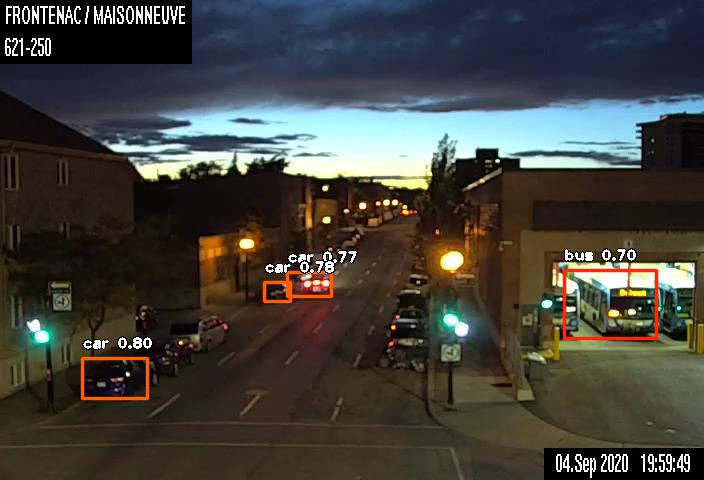 FRONTENAC / MAISONNEUVE
621-250
car 0.77
car 0.78
bus 0.70
car 0.80
04.Sep 2020 19:59:49